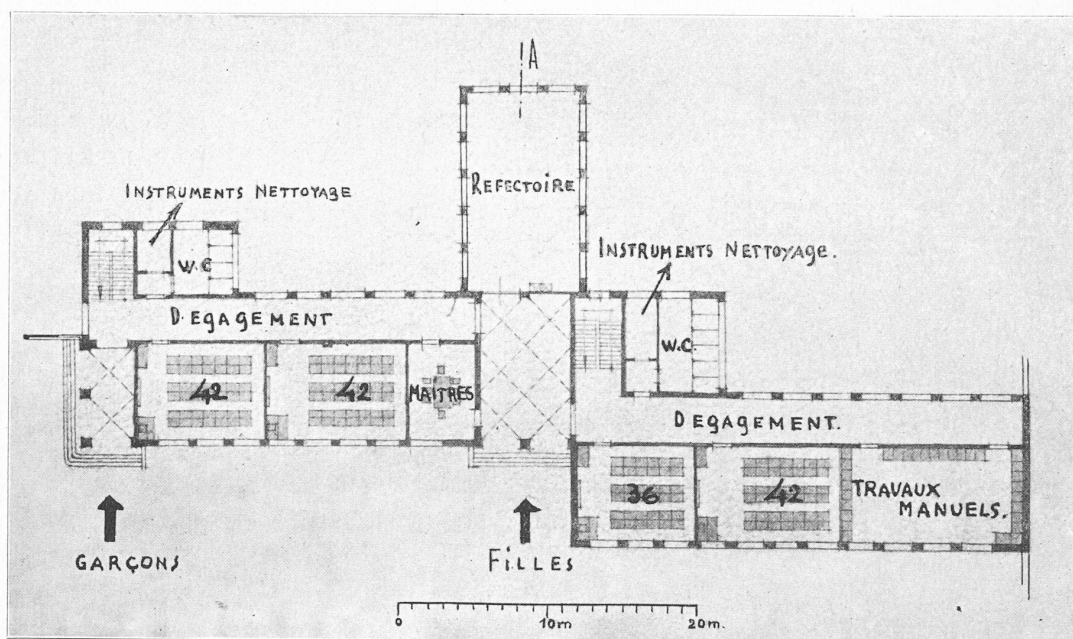 A
REFECTOIRE
INSTRUMENTS NETTOYAGE
INSTRUMENTS NETTOYAGE.
W.C
W.C.
DEGAGEMENT
42
42
MAITRES
DEGAGEMENT.
36
42
TRAVAUX
MANUELS.
GARÇONS
FILLES
0 10m 20m.